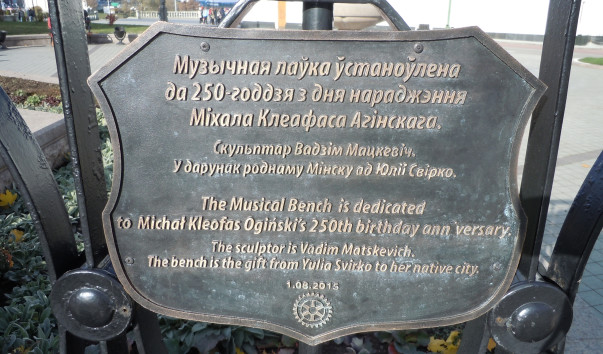 Музычная лаўка ўстаноўлена
да 250-годдзя з дня нараджэння
Міхала Клеафаса Агінскага.
Скульптар Вадзім Мацкевіч.
У дарунак роднаму Мінску ад Юліі Свірко.
The Musical Bench is dedicated
to Michał Kleofas Ogiński's 250th birthday ann versary.
The sculptor is Vadim Matskevich.
The bench is the gift from Yulia Svirko to her native city.
1.08.2015